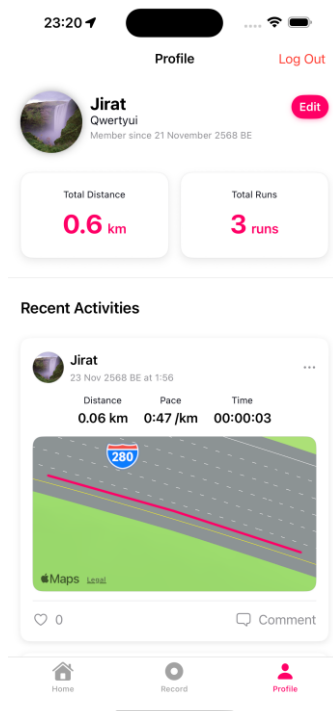 23:20
Profile
Log Out
Jirat
Edit
Qwertyui
Member since 21 November 2568 BE
Total Distance
0.6 km
Total Runs
3 runs
Recent Activities
Jirat
23 Nov 2568 BE at 1:56
Distance Pace Time
0.06 km 0:47 /km 00:00:03
280
Maps Legal
0
Comment
Home Record Profile